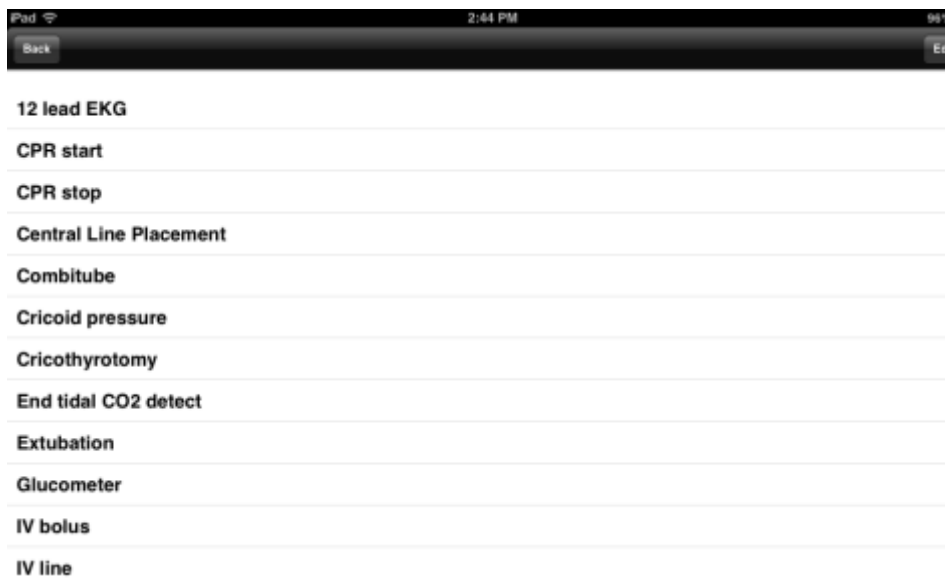 iPad 2:44 PM
Back
12 lead EKG
CPR start
CPR stop
Central Line Placement
Combitube
Cricoid pressure
Cricothyrotomy
End tidal CO2 detect
Extubation
Glucometer
IV bolus
IV line